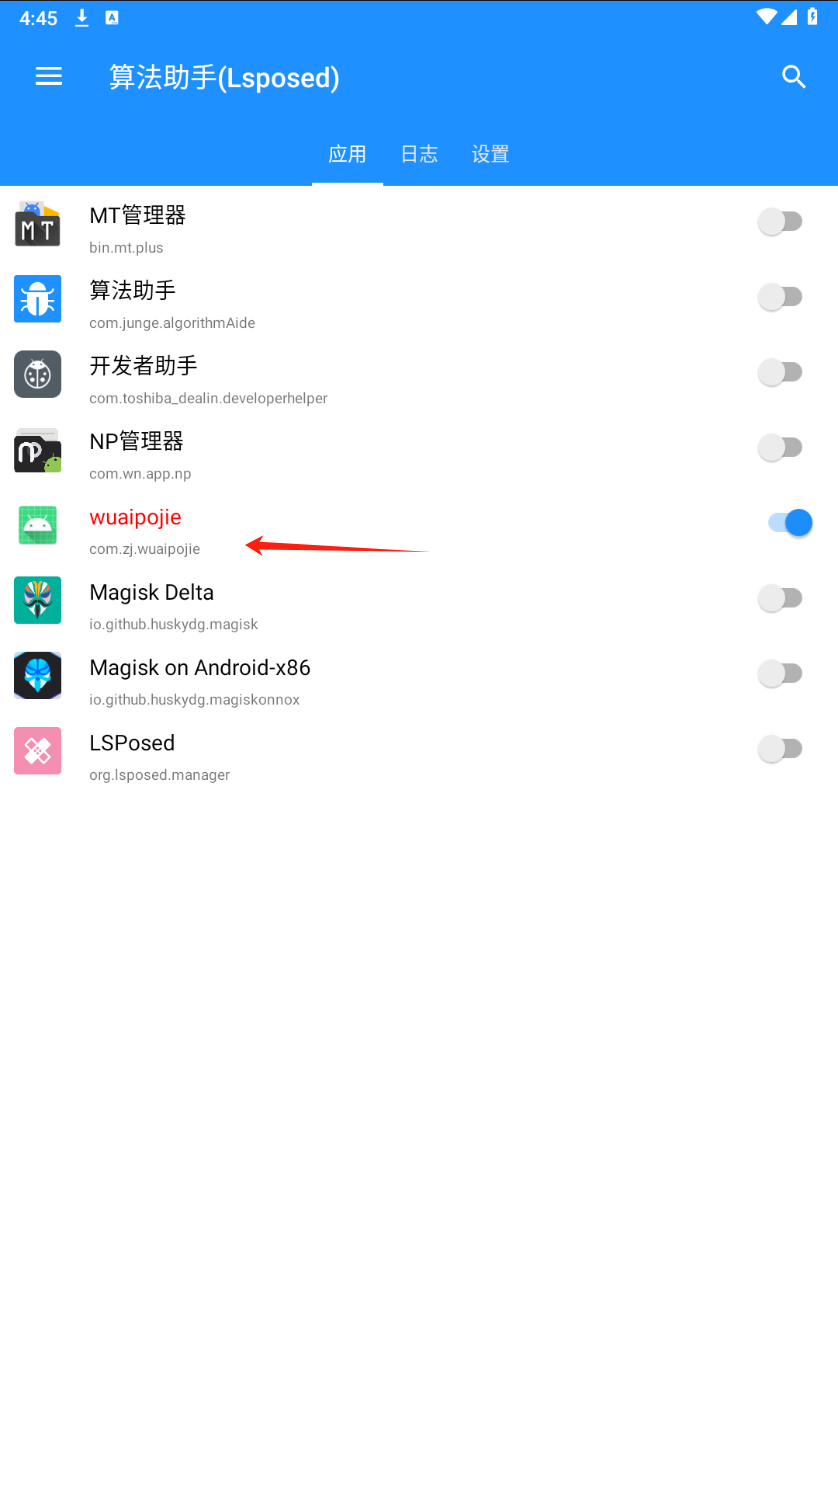 4:45
算法助手(Lsposed)
应用 日志 设置
MT管理器
bin.mt.plus
算法助手
com.junge.algorithmAide
开发者助手
com.toshiba_dealin.developerhelper
NP管理器
com.wn.app.np
wuaipojie
com.zj.wuaipojie
Magisk Delta
io.github.huskydg.magisk
Magisk on Android-x86
io.github.huskydg.magiskonnox
LSPosed
org.lsposed.manager